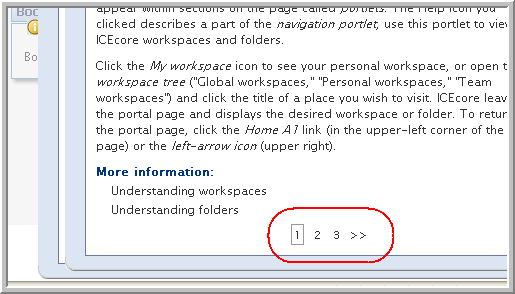 Boo
appear within sections on the page called portlets. The Help icon you
clicked describes a part of the navigation portlet; use this portlet to view
ICEcore workspaces and folders.
Bo
Click the My workspace icon to see your personal workspace, or open t
workspace tree ("Global workspaces," "Personal workspaces," "Team
workspaces") and click the title of a place you wish to visit. ICEcore leav
the portal page and displays the desired workspace or folder. To retur
the portal page, click the Home A1 link (in the upper-left corner of the
page) or the left-arrow icon (upper right).
More information:
Understanding workspaces
Understanding folders
1 2 3 >>